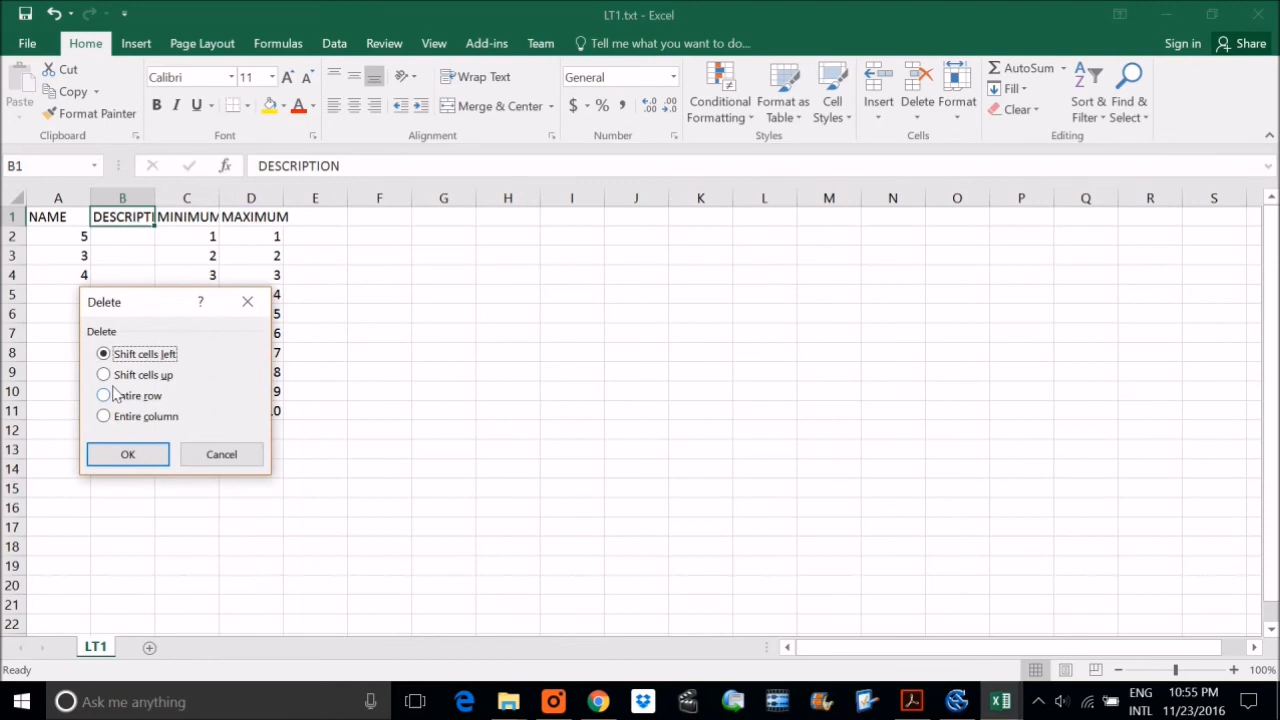 LT1.txt - Excel
File Home Insert Page Layout Formulas Data Review View Add-ins Team Tell me what you want to do... Sign in Share
Paste Cut Copy Format Painter Clipboard
Calibri 11 A A B I U A Font
Wrap Text Merge & Center Alignment
General $ % , Number
Conditional Formatting Format as Table Cell Styles Styles
Insert Delete Format Cells
AutoSum Fill Clear Sort & Filter Find & Select Editing
B1 fx DESCRIPTION
A B C D E F G H I J K L M N O P Q R S
1 NAME DESCRIPTI MINIMUM MAXIMUM
2 5 1 1
3 3 2 2
4 4 3 3
5 4
6 5
7 6
8 7
9 8
10 9
11 10
12
13
14
15
16
17
18
19
20
21
22
Delete ?
Delete
Shift cells left
Shift cells up
row
Entire column
OK Cancel
LT1
Ready 100%
Ask me anything
ENG INTL
10:55 PM
11/23/2016